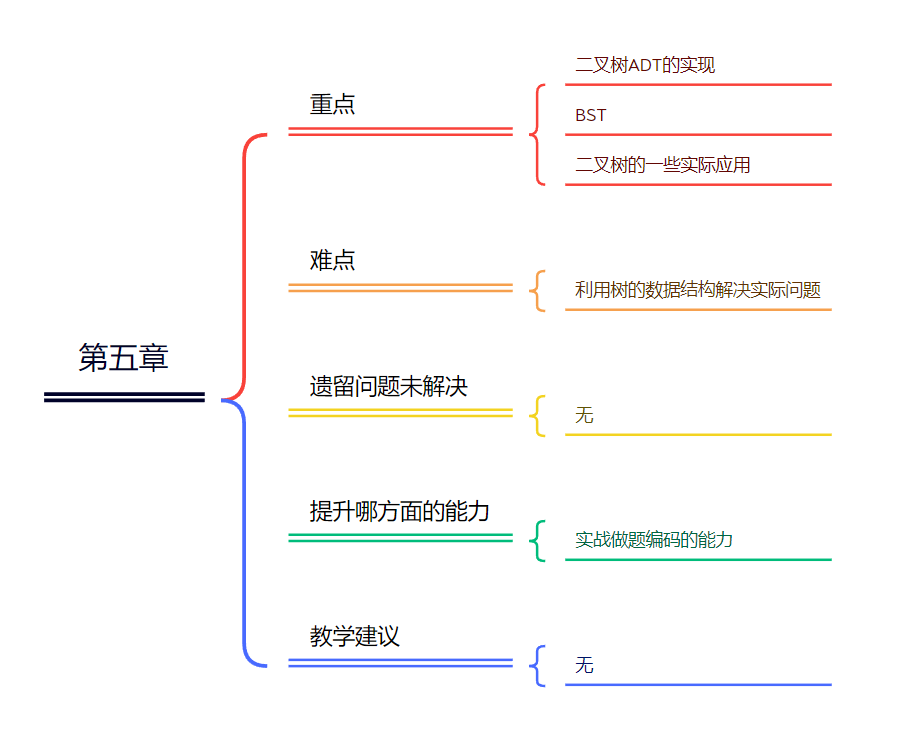 第五章
重点
二叉树ADT的实现
BST
二叉树的一些实际应用
难点
利用树的数据结构解决实际问题
遗留问题未解决
无
提升哪方面的能力
实战做题编码的能力
教学建议
无